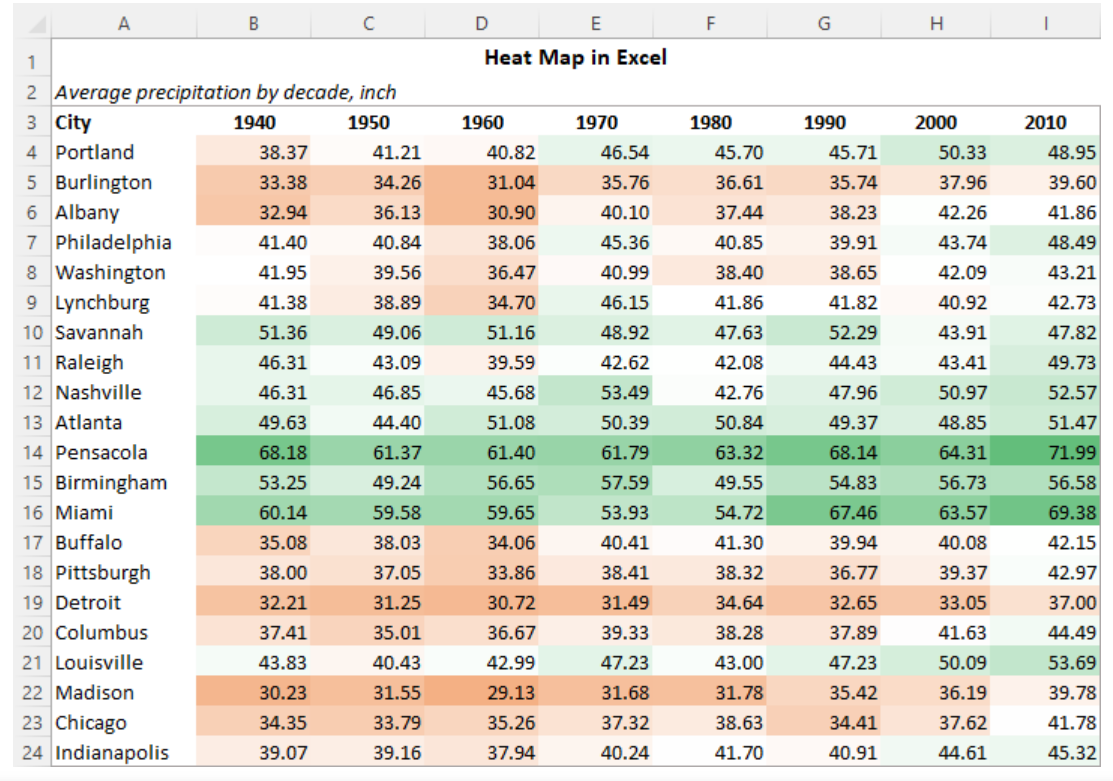 A B C D E F G H I
1 Heat Map in Excel
2 Average precipitation by decade, inch
3 City 1940 1950 1960 1970 1980 1990 2000 2010
4 Portland 38.37 41.21 40.82 46.54 45.70 45.71 50.33 48.95
5 Burlington 33.38 34.26 31.04 35.76 36.61 35.74 37.96 39.60
6 Albany 32.94 36.13 30.90 40.10 37.44 38.23 42.26 41.86
7 Philadelphia 41.40 40.84 38.06 45.36 40.85 39.91 43.74 48.49
8 Washington 41.95 39.56 36.47 40.99 38.40 38.65 42.09 43.21
9 Lynchburg 41.38 38.89 34.70 46.15 41.86 41.82 40.92 42.73
10 Savannah 51.36 49.06 51.16 48.92 47.63 52.29 43.91 47.82
11 Raleigh 46.31 43.09 39.59 42.62 42.08 44.43 43.41 49.73
12 Nashville 46.31 46.85 45.68 53.49 42.76 47.96 50.97 52.57
13 Atlanta 49.63 44.40 51.08 50.39 50.84 49.37 48.85 51.47
14 Pensacola 68.18 61.37 61.40 61.79 63.32 68.14 64.31 71.99
15 Birmingham 53.25 49.24 56.65 57.59 49.55 54.83 56.73 56.58
16 Miami 60.14 59.58 59.65 53.93 54.72 67.46 63.57 69.38
17 Buffalo 35.08 38.03 34.06 40.41 41.30 39.94 40.08 42.15
18 Pittsburgh 38.00 37.05 33.86 38.41 38.32 36.77 39.37 42.97
19 Detroit 32.21 31.25 30.72 31.49 34.64 32.65 33.05 37.00
20 Columbus 37.41 35.01 36.67 39.33 38.28 37.89 41.63 44.49
21 Louisville 43.83 40.43 42.99 47.23 43.00 47.23 50.09 53.69
22 Madison 30.23 31.55 29.13 31.68 31.78 35.42 36.19 39.78
23 Chicago 34.35 33.79 35.26 37.32 38.63 34.41 37.62 41.78
24 Indianapolis 39.07 39.16 37.94 40.24 41.70 40.91 44.61 45.32